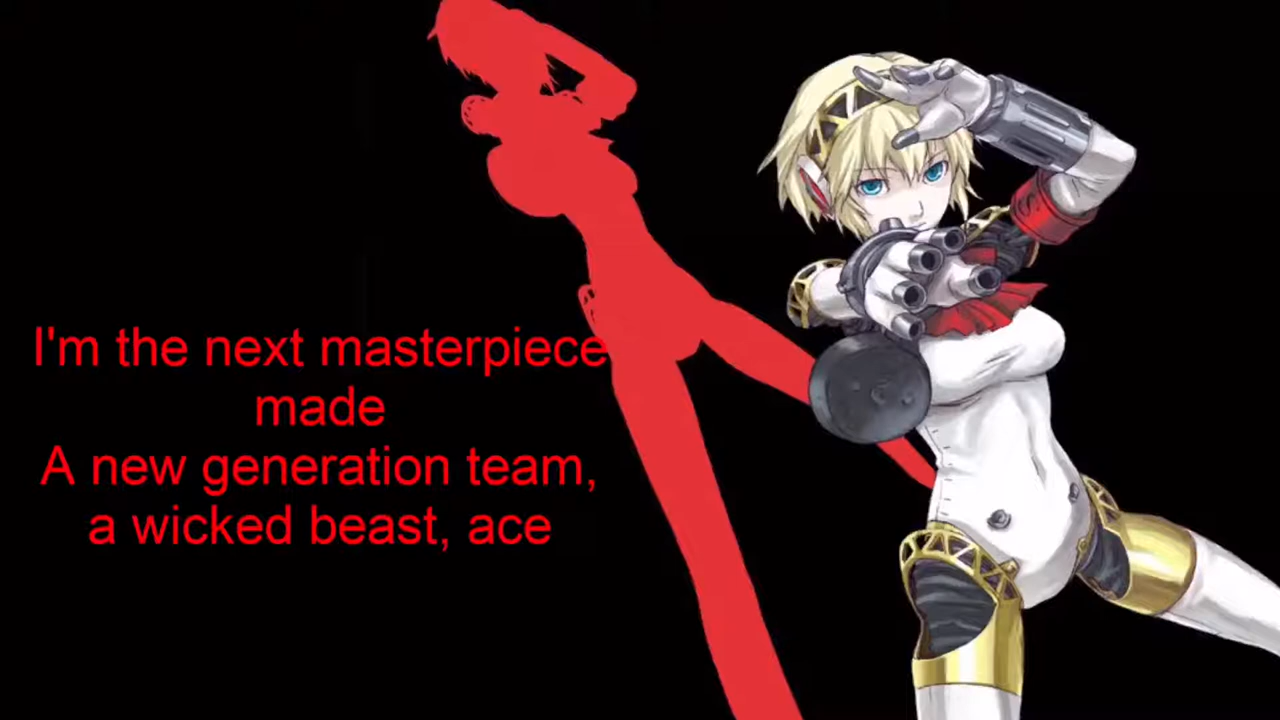 I'm the next masterpiece
made
A new generation team,
a wicked beast, ace